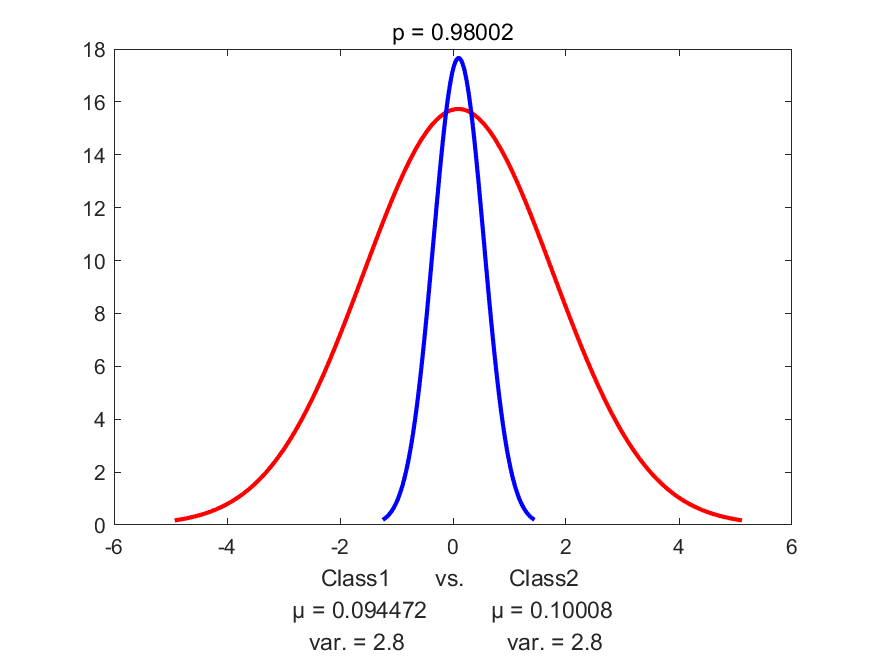 p = 0.98002
18
16
14
12
10
8
6
4
2
0
-6 -4 -2 0 2 4 6
Class1 vs. Class2
μ = 0.094472 μ = 0.10008
var. = 2.8 var. = 2.8